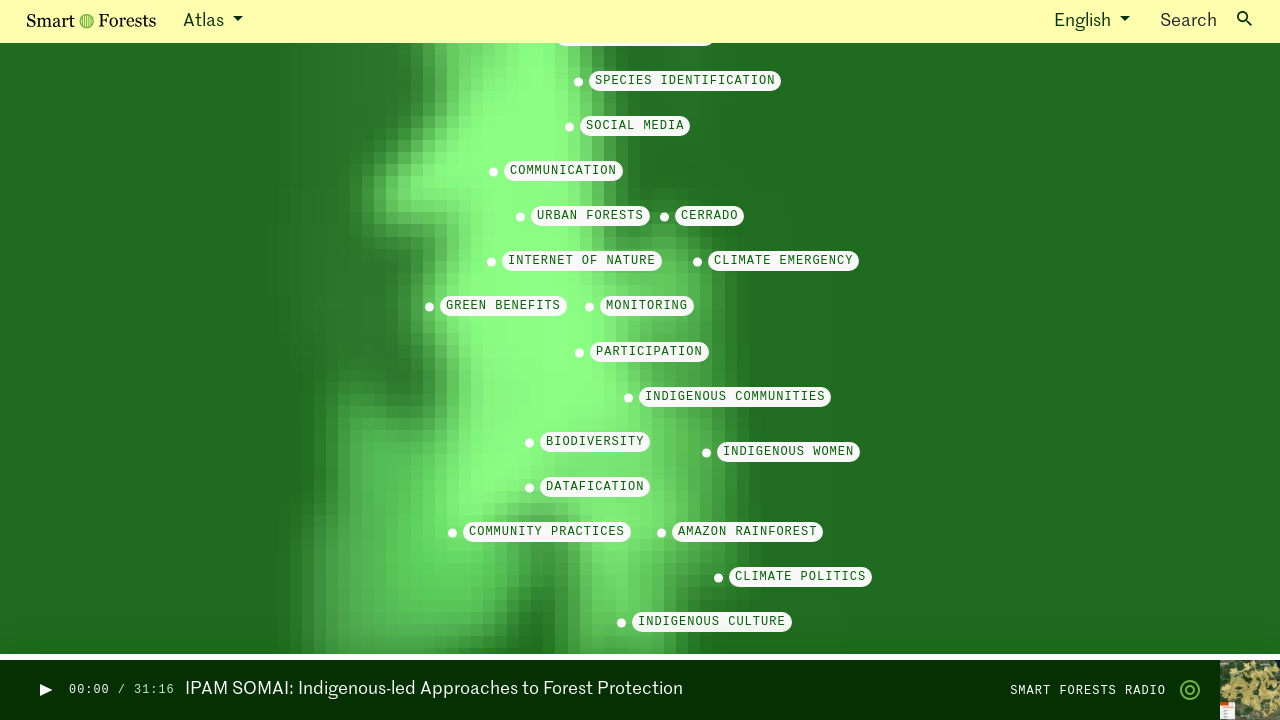 Smart Forests Atlas English Search
SPECIES IDENTIFICATION
SOCIAL MEDIA
COMMUNICATION
URBAN FORESTS CERRADO
INTERNET OF NATURE CLIMATE EMERGENCY
GREEN BENEFITS MONITORING
PARTICIPATION
INDIGENOUS COMMUNITIES
BIODIVERSITY
INDIGENOUS WOMEN
DATAFICATION
COMMUNITY PRACTICES AMAZON RAINFOREST
CLIMATE POLITICS
INDIGENOUS CULTURE
00:00 / 31:16 IPAM SOMAI: Indigenous-led Approaches to Forest Protection SMART FORESTS RADIO